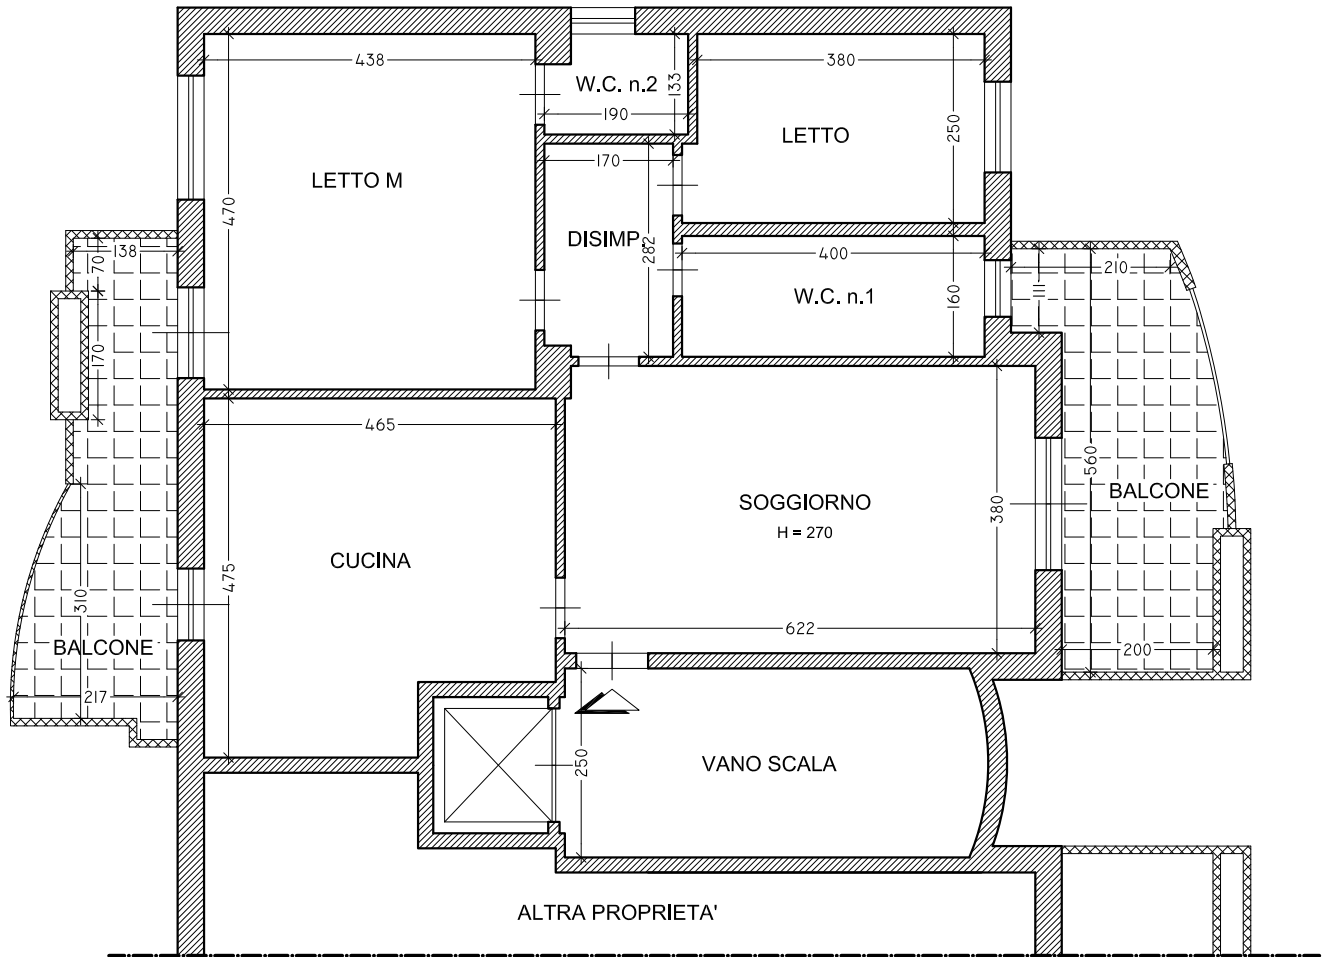 438
W.C. n.2
133
190
380
LETTO
250
LETTO M
470
170
DISIMP.
282
400
W.C. n.1
160
138
70
170
210
111
560
BALCONE
465
SOGGIORNO
H = 270
380
CUCINA
475
310
BALCONE
217
622
200
250
VANO SCALA
ALTRA PROPRIETA'